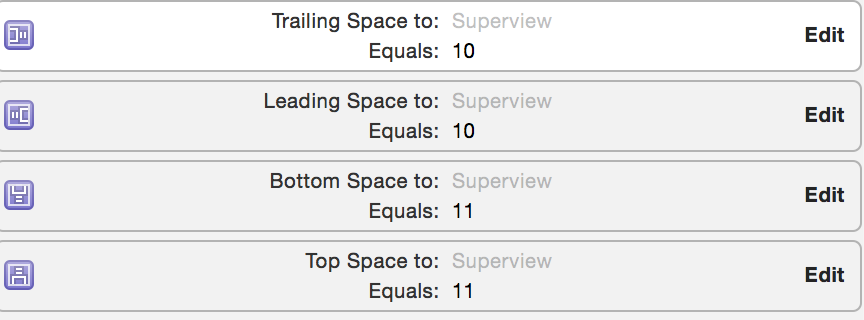 Trailing Space to: Superview
Equals: 10
Edit
Leading Space to: Superview
Equals: 10
Edit
Bottom Space to: Superview
Equals: 11
Edit
Top Space to: Superview
Equals: 11
Edit